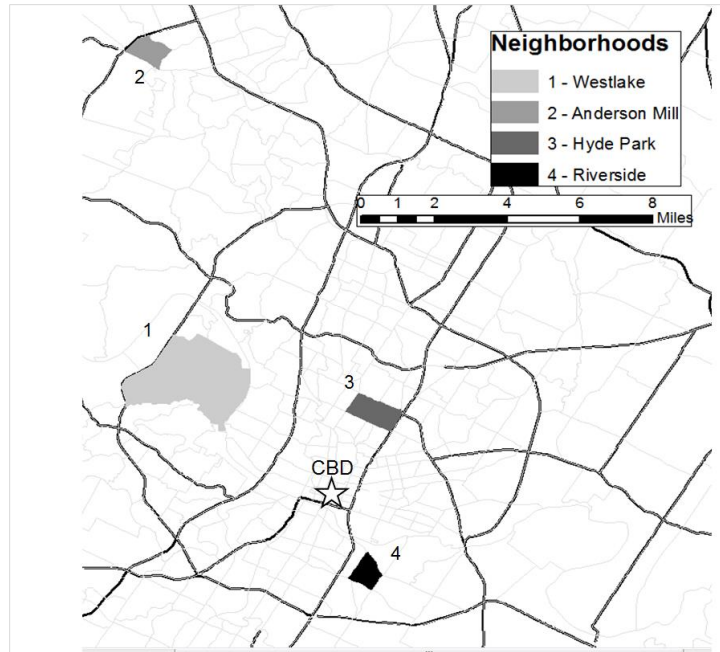 2
Neighborhoods
1 - Westlake
2 - Anderson Mill
3 - Hyde Park
4 - Riverside
0 1 2 4 6 8
Miles
1
3
CBD
4